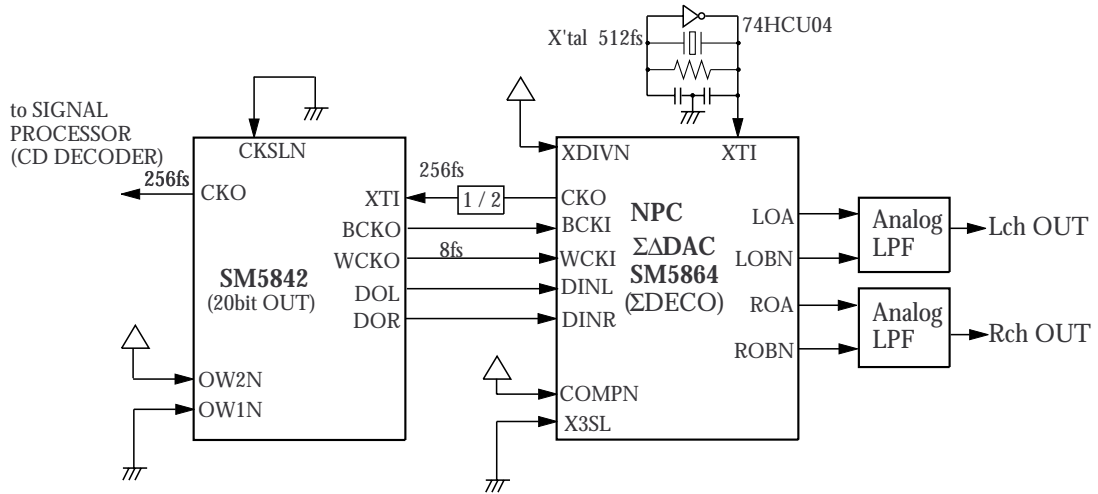 X'tal 512fs
74HCU04
to SIGNAL
PROCESSOR
(CD DECODER)
256fs
CKSLN
CKO
XTI
BCKO
WCKO
DOL
DOR
SM5842
(20bit OUT)
OW2N
OW1N
256fs
1 / 2
8fs
XDIVN
XTI
CKO
BCKI
WCKI
DINL
DINR
NPC
ΣΔDAC
SM5864
(ΣDECO)
COMPN
X3SL
LOA
LOBN
ROA
ROBN
Analog
LPF
Lch OUT
Analog
LPF
Rch OUT